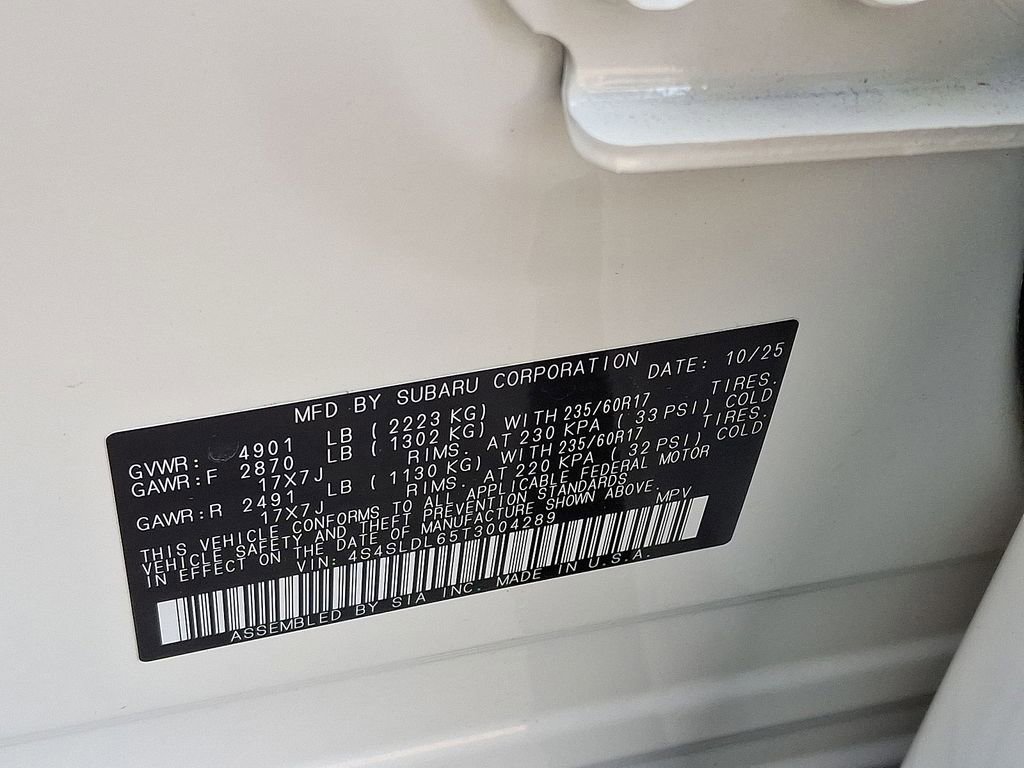 MFD BY SUBARU CORPORATION DATE: 10/25
GVWR: 4901 LB ( 2223 KG)
GAWR:F 2870 LB ( 1302 KG) WITH 235/60R17 TIRES.
17X7J RIMS. AT 230 KPA ( 33 PSI) COLD
GAWR:R 2491 LB ( 1130 KG) WITH 235/60R17 TIRES.
17X7J RIMS. AT 220 KPA ( 32 PSI) COLD
THIS VEHICLE CONFORMS TO ALL APPLICABLE FEDERAL MOTOR
VEHICLE SAFETY AND THEFT PREVENTION STANDARDS
IN EFFECT ON THE DATE OF MANUFACTURE SHOWN ABOVE.
VIN: 4S4SLDL65T3004289 MPV
ASSEMBLED BY SIA INC. MADE IN U.S.A.